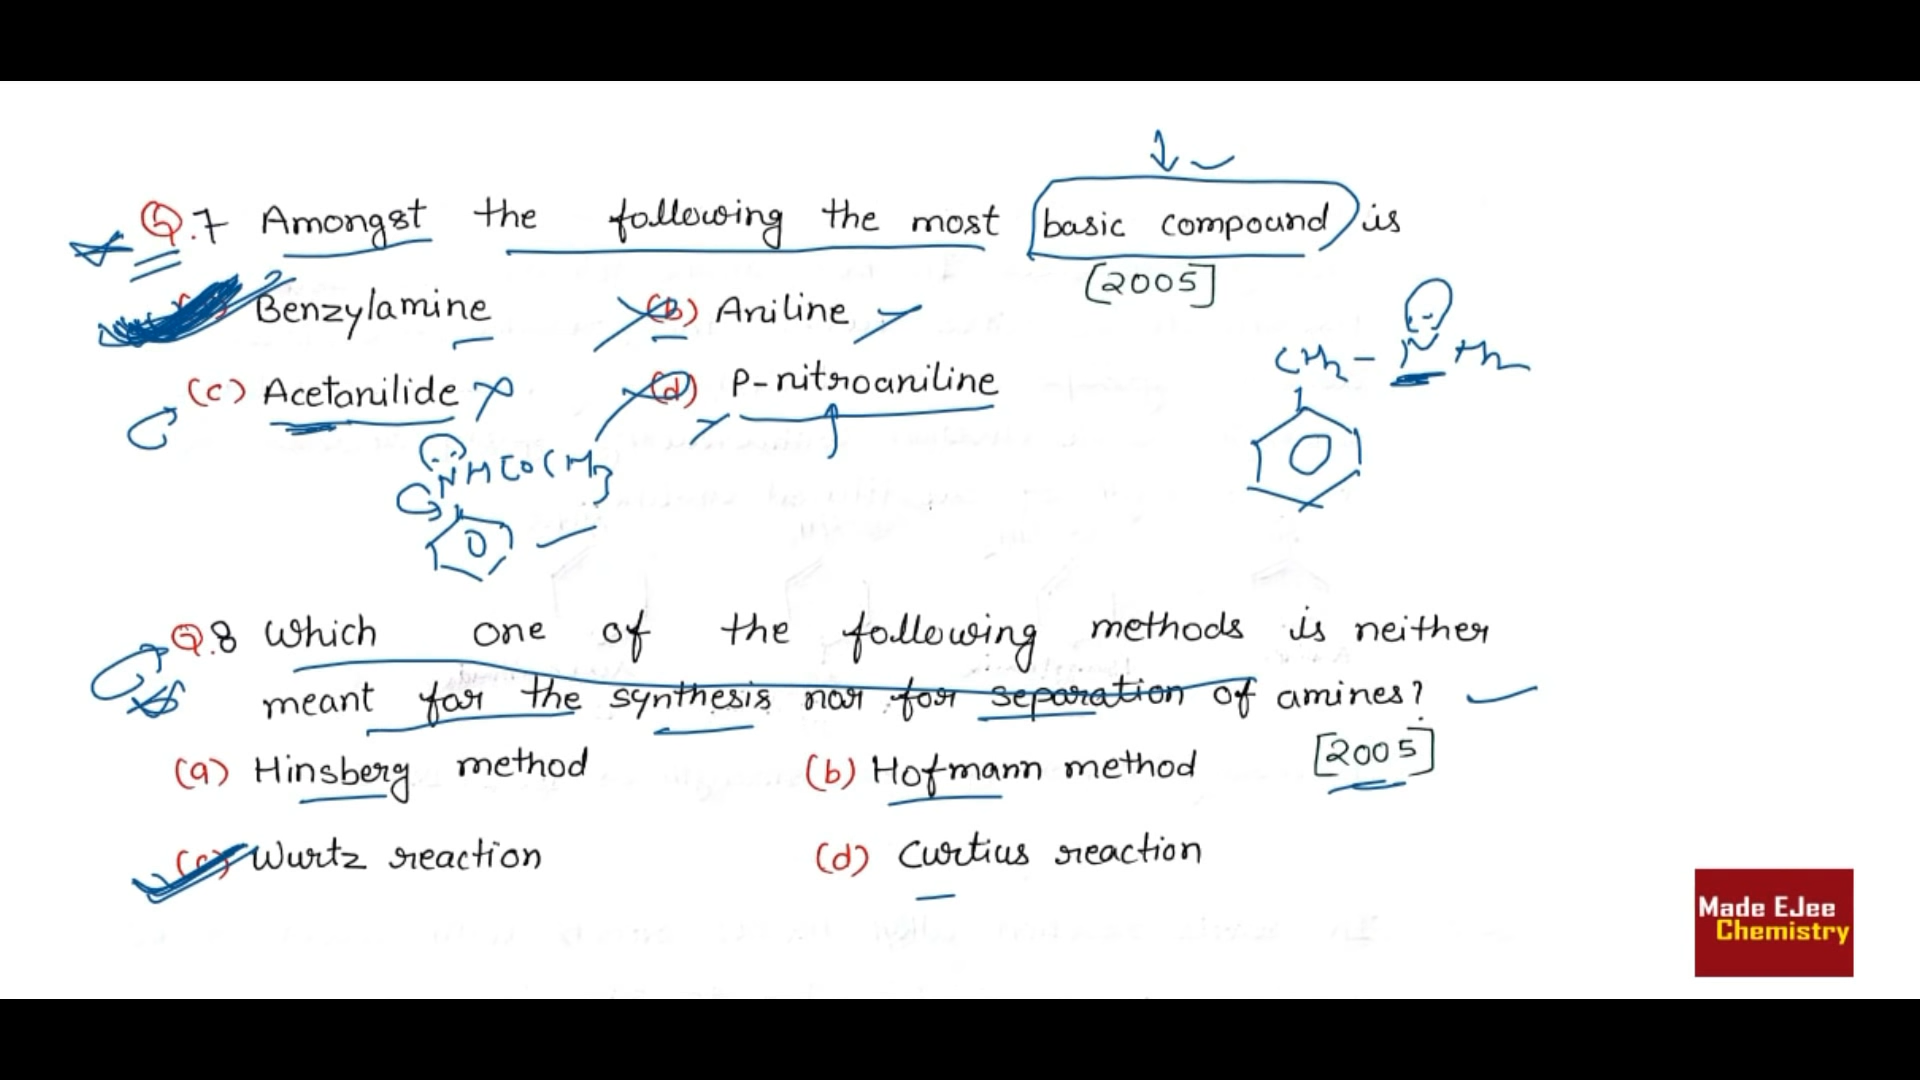 Q.7 Amongst the following the most basic compound is
[2005]
Benzylamine (b) Aniline
(c) Acetanilide (d) P-nitroaniline
NHCOCH3
Q.8 Which one of the following methods is neither
meant for the synthesis nor for separation of amines?
[2005]
(a) Hinsberg method (b) Hofmann method
(c) Wurtz reaction (d) Curtius reaction
Made EJee
Chemistry